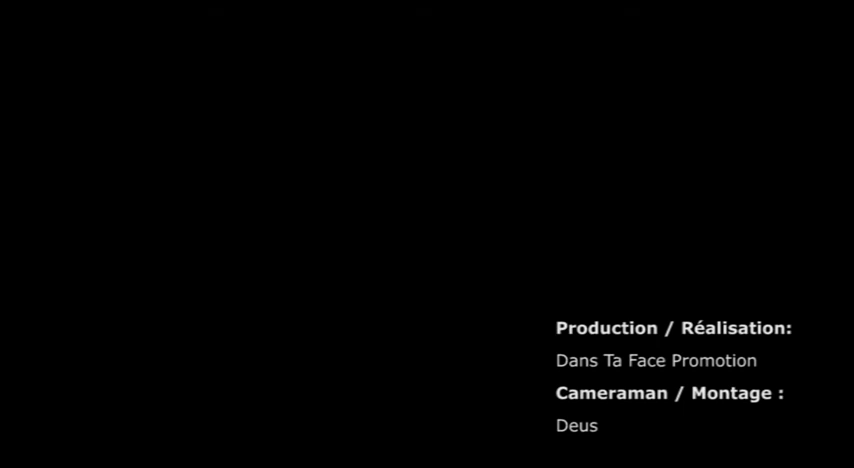 Production / Réalisation:
Dans Ta Face Promotion
Cameraman / Montage :
Deus